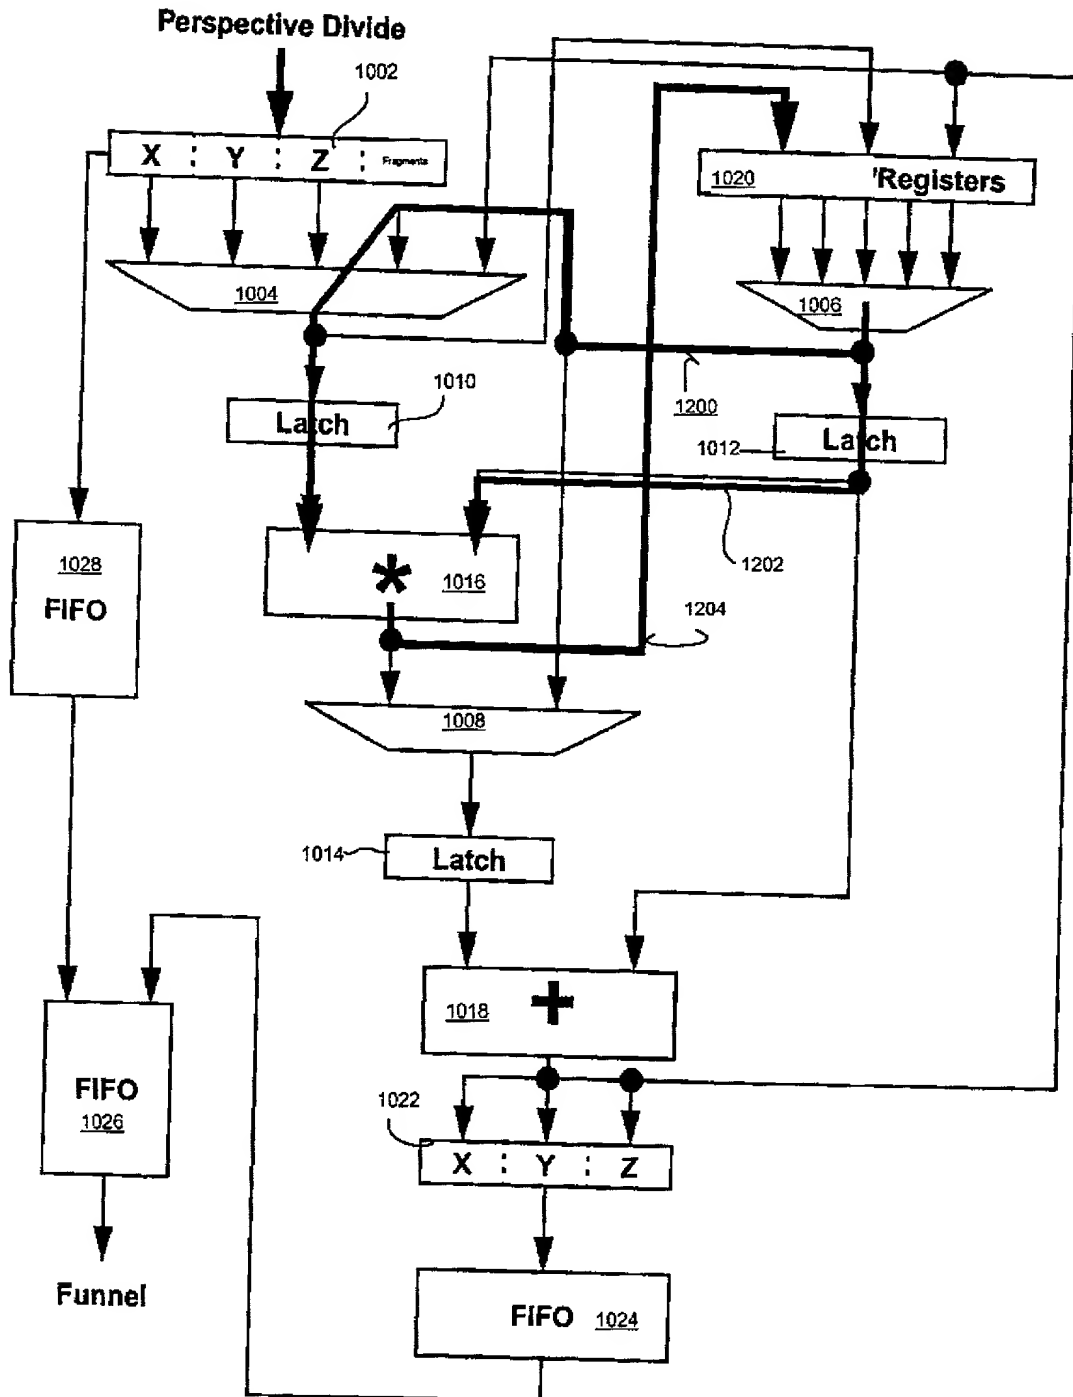 Perspective Divide
1002
X Y Z Fragments
1020 'Registers
1004
1006
1010
Latch
1200
1012
Latch
1028
FIFO
*
1016
1202
1204
1008
1014
Latch
1018
+
FIFO
1026
1022
X Y Z
Funnel
FIFO 1024